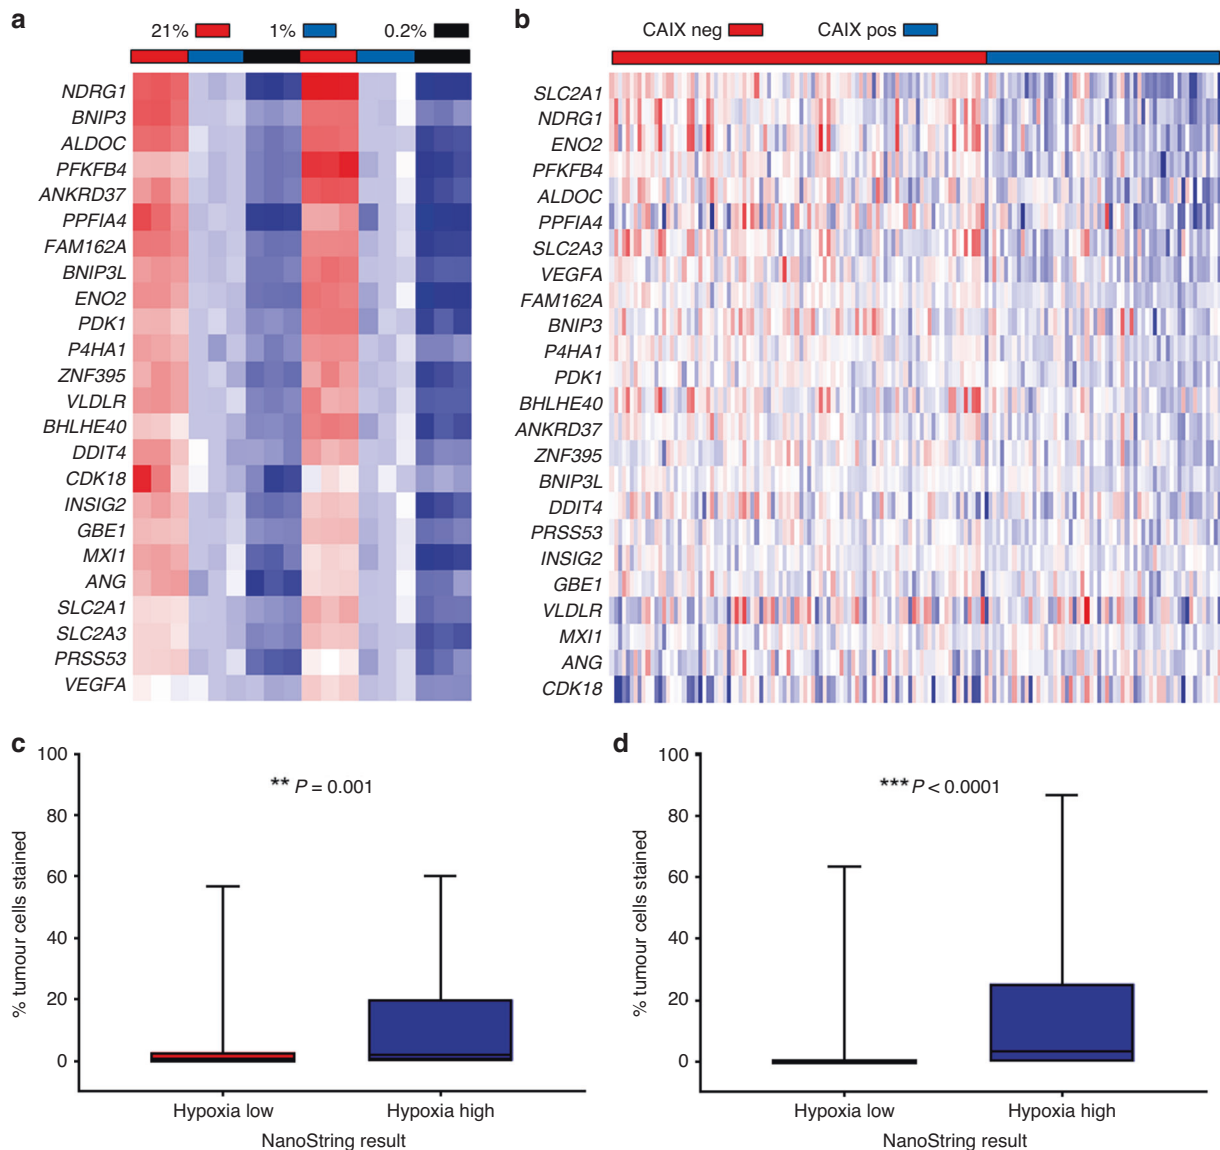 a
21% 1% 0.2%
NDRG1
BNIP3
ALDOC
PFKFB4
ANKRD37
PPFIA4
FAM162A
BNIP3L
ENO2
PDK1
P4HA1
ZNF395
VLDLR
BHLHE40
DDIT4
CDK18
INSIG2
GBE1
MXI1
ANG
SLC2A1
SLC2A3
PRSS53
VEGFA
b
CAIX neg CAIX pos
SLC2A1
NDRG1
ENO2
PFKFB4
ALDOC
PPFIA4
SLC2A3
VEGFA
FAM162A
BNIP3
P4HA1
PDK1
BHLHE40
ANKRD37
ZNF395
BNIP3L
DDIT4
PRSS53
INSIG2
GBE1
VLDLR
MXI1
ANG
CDK18
c
% tumour cells stained
100
80
60
40
20
0
** P = 0.001
Hypoxia low Hypoxia high
NanoString result
d
% tumour cells stained
100
80
60
40
20
0
*** P < 0.0001
Hypoxia low Hypoxia high
NanoString result